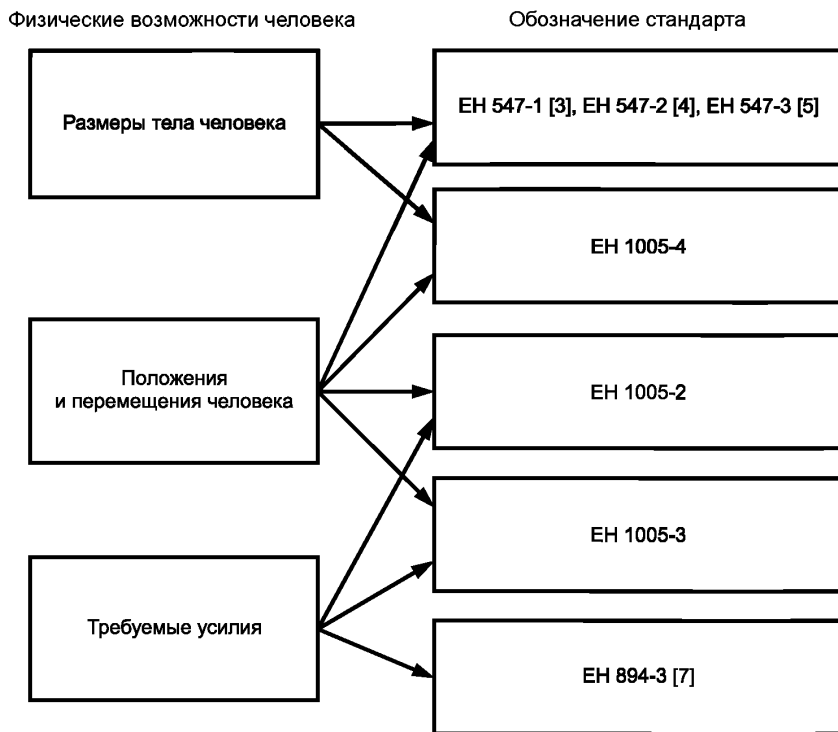 Физические возможности человека
Обозначение стандарта
Размеры тела человека
ЕН 547-1 [3], ЕН 547-2 [4], ЕН 547-3 [5]
ЕН 1005-4
Положения
и перемещения человека
ЕН 1005-2
ЕН 1005-3
Требуемые усилия
ЕН 894-3 [7]